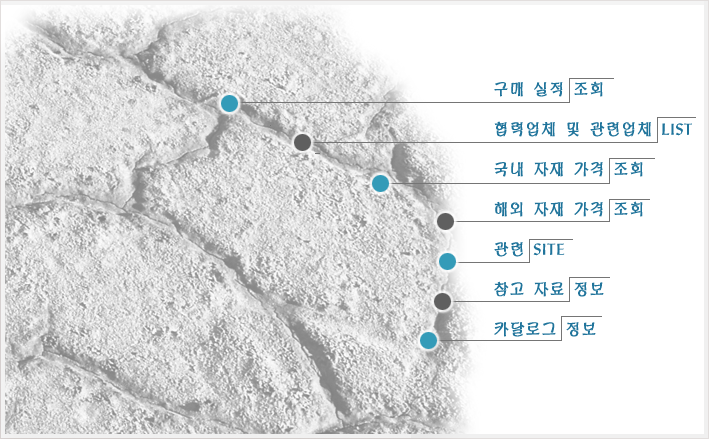 구매 실적 조회
협력업체 및 관련업체 LIST
국내 자재 가격 조회
해외 자재 가격 조회
관련 SITE
참고 자료 정보
카달로그 정보